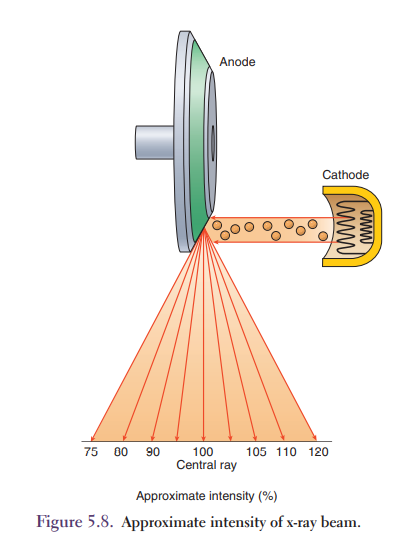 Anode
Cathode
75 80 90 100 105 110 120
Central ray
Approximate intensity (%)
Figure 5.8. Approximate intensity of x-ray beam.